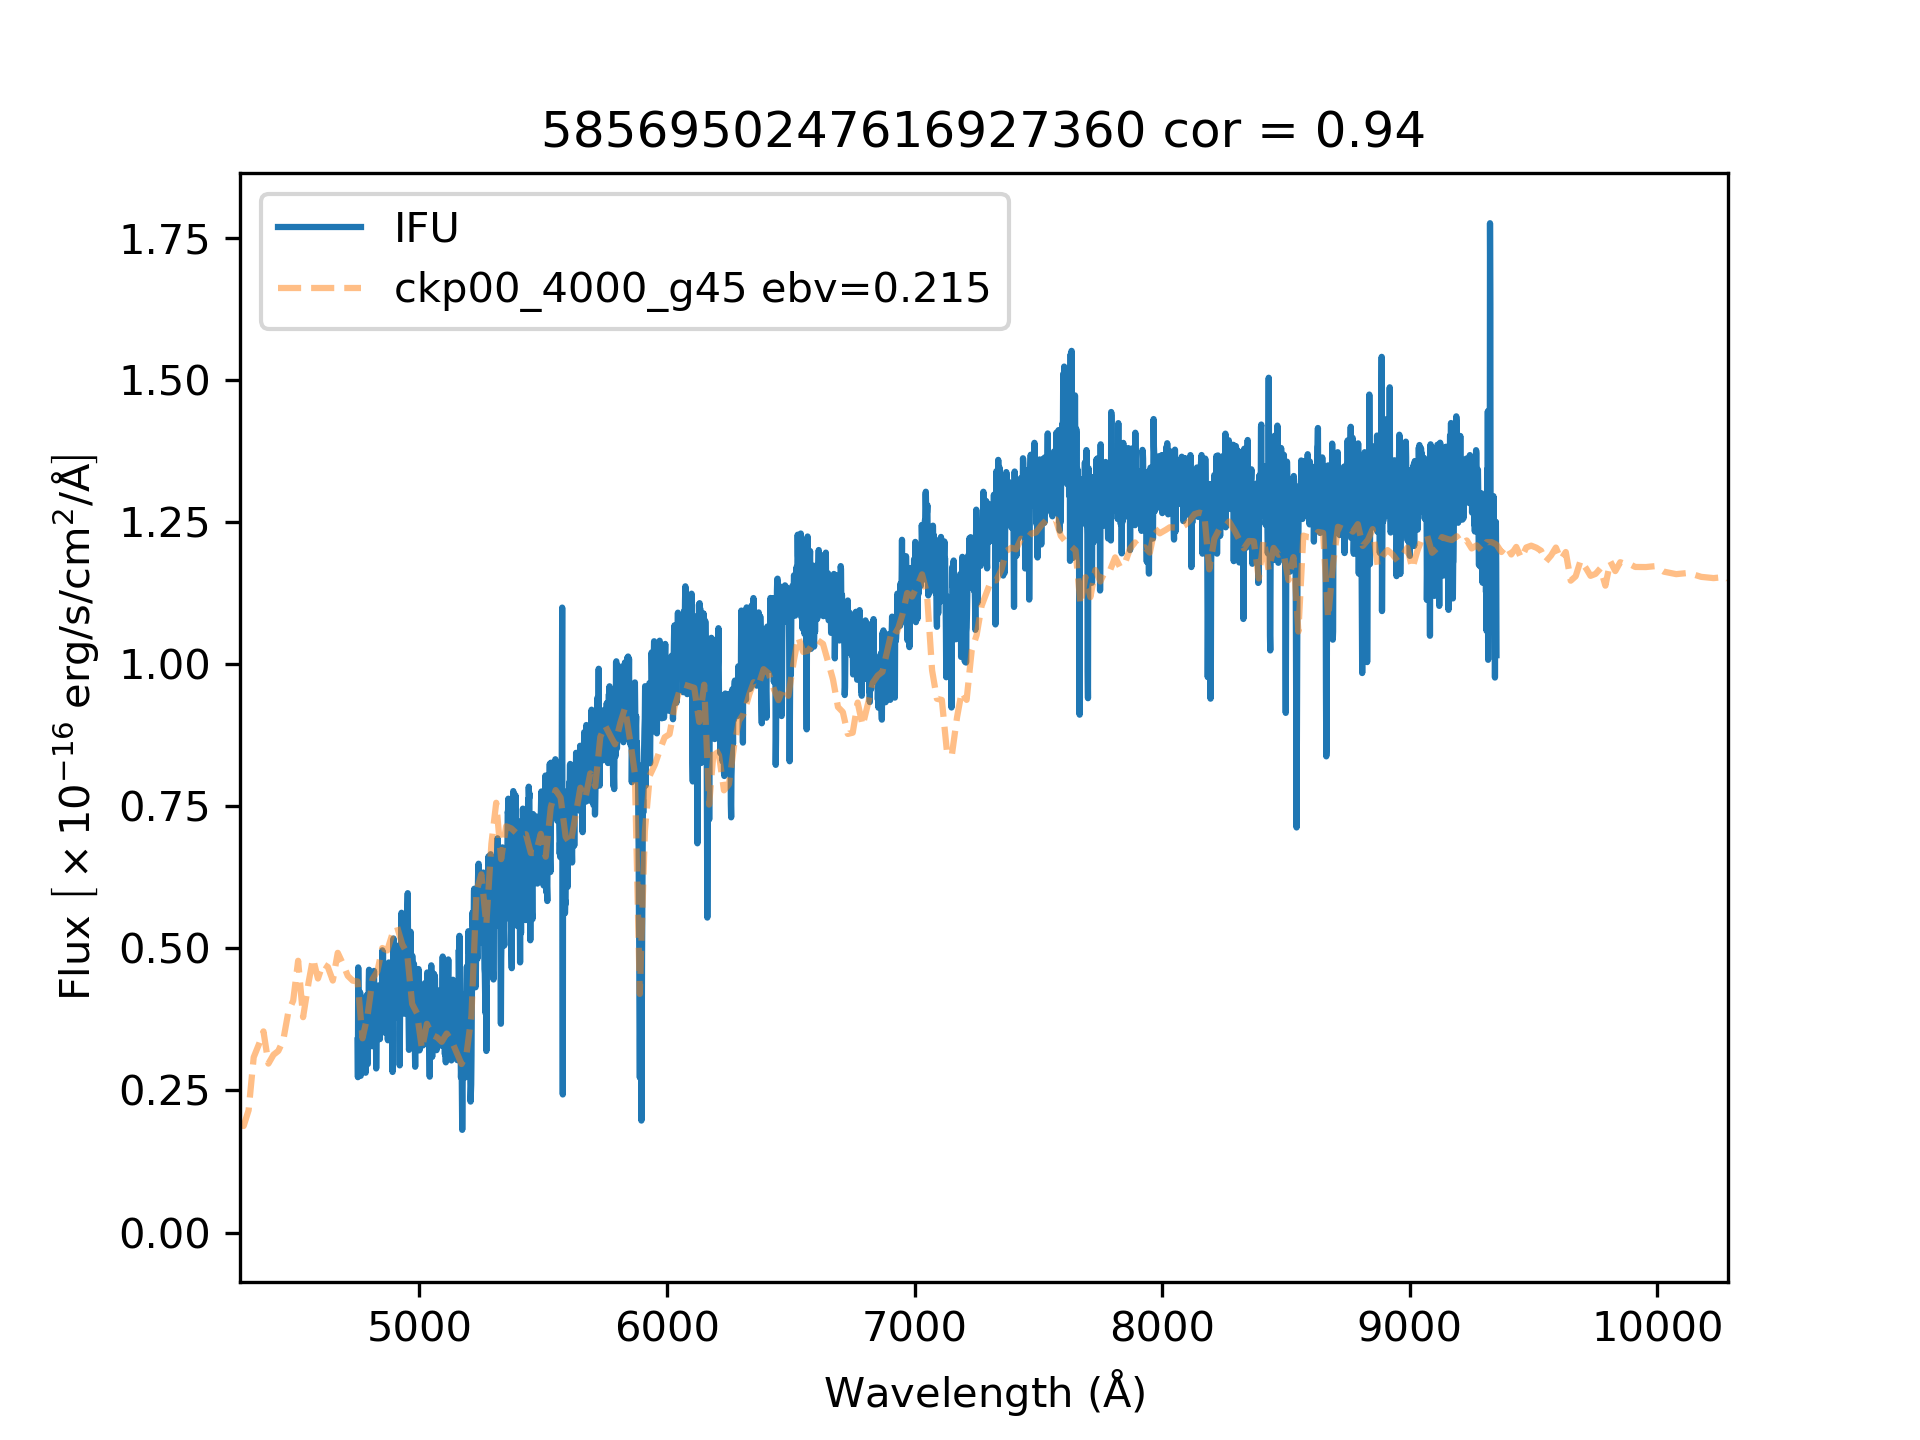 5856950247616927360 cor = 0.94
IFU
ckp00_4000_g45 ebv=0.215
Flux [×10⁻¹⁶ erg/s/cm²/Å]
1.75
1.50
1.25
1.00
0.75
0.50
0.25
0.00
5000 6000 7000 8000 9000 10000
Wavelength (Å)